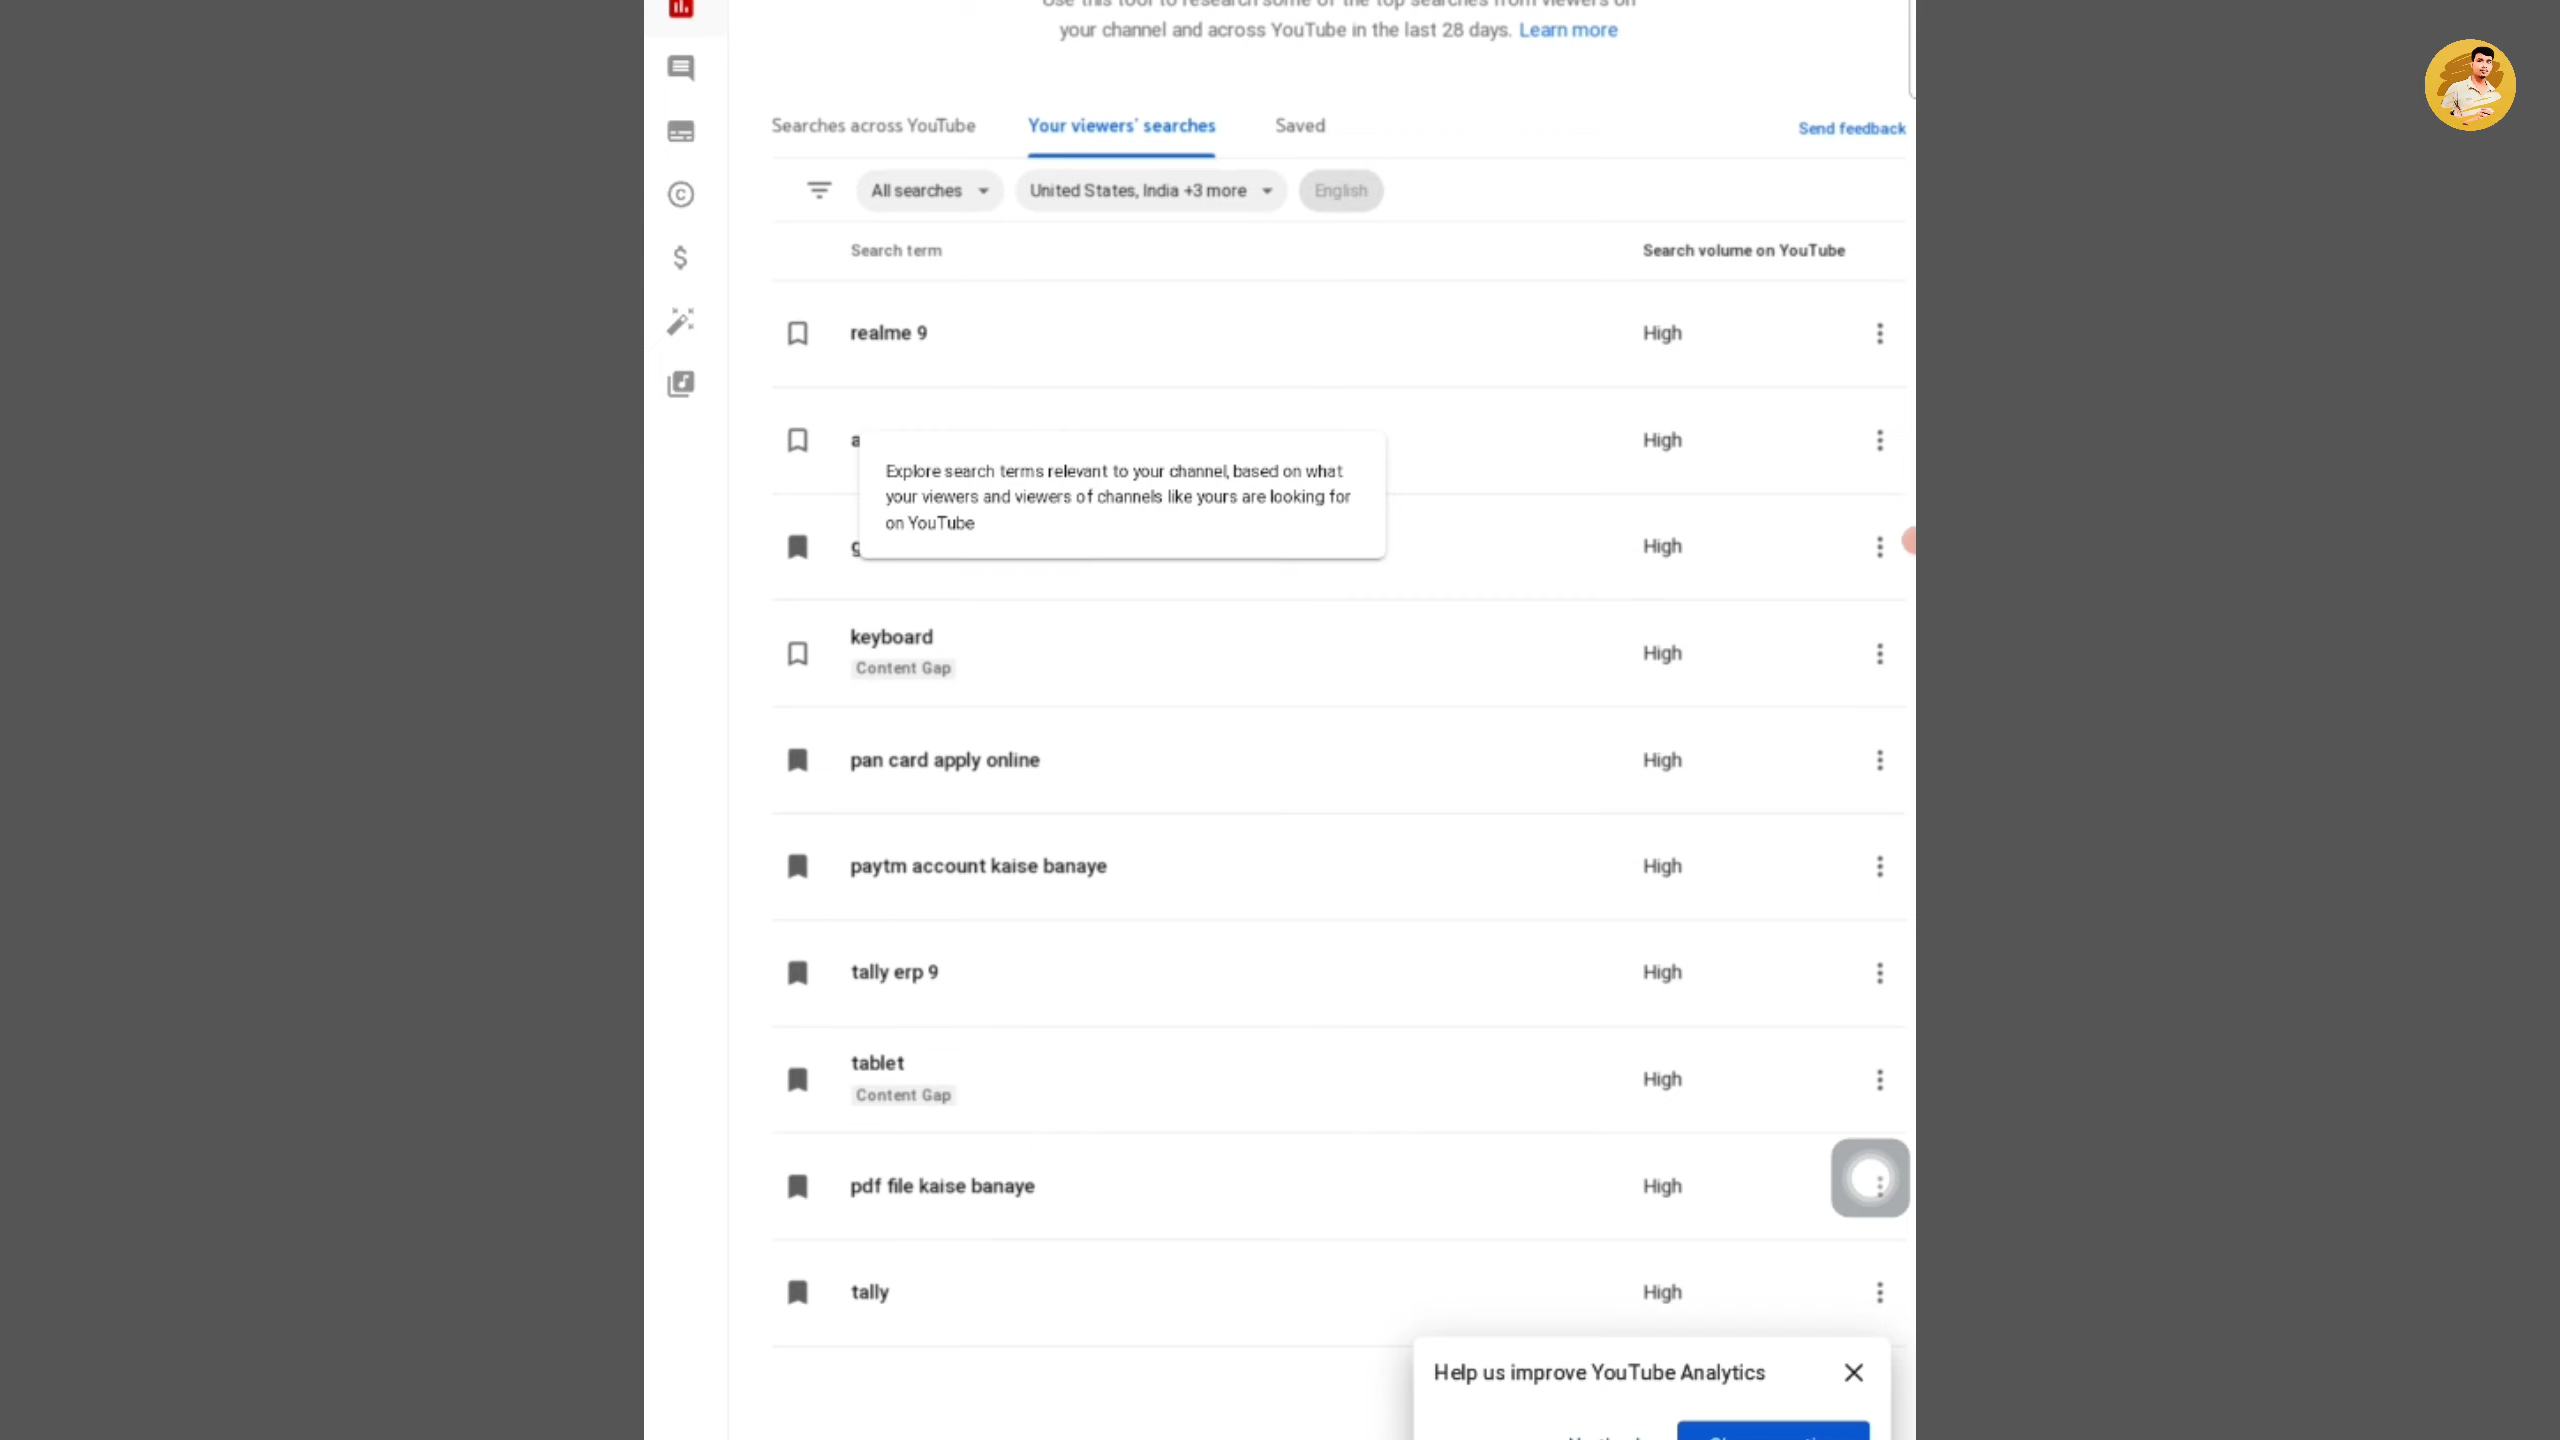 your channel and across YouTube in the last 28 days. Learn more
Searches across YouTube
Your viewers' searches
Saved
Send feedback
All searches
United States, India +3 more
English
Search term
Search volume on YouTube
realme 9
High
High
Explore search terms relevant to your channel, based on what
your viewers and viewers of channels like yours are looking for
on YouTube
High
keyboard
Content Gap
High
pan card apply online
High
paytm account kaise banaye
High
tally erp 9
High
tablet
Content Gap
High
pdf file kaise banaye
High
tally
High
Help us improve YouTube Analytics